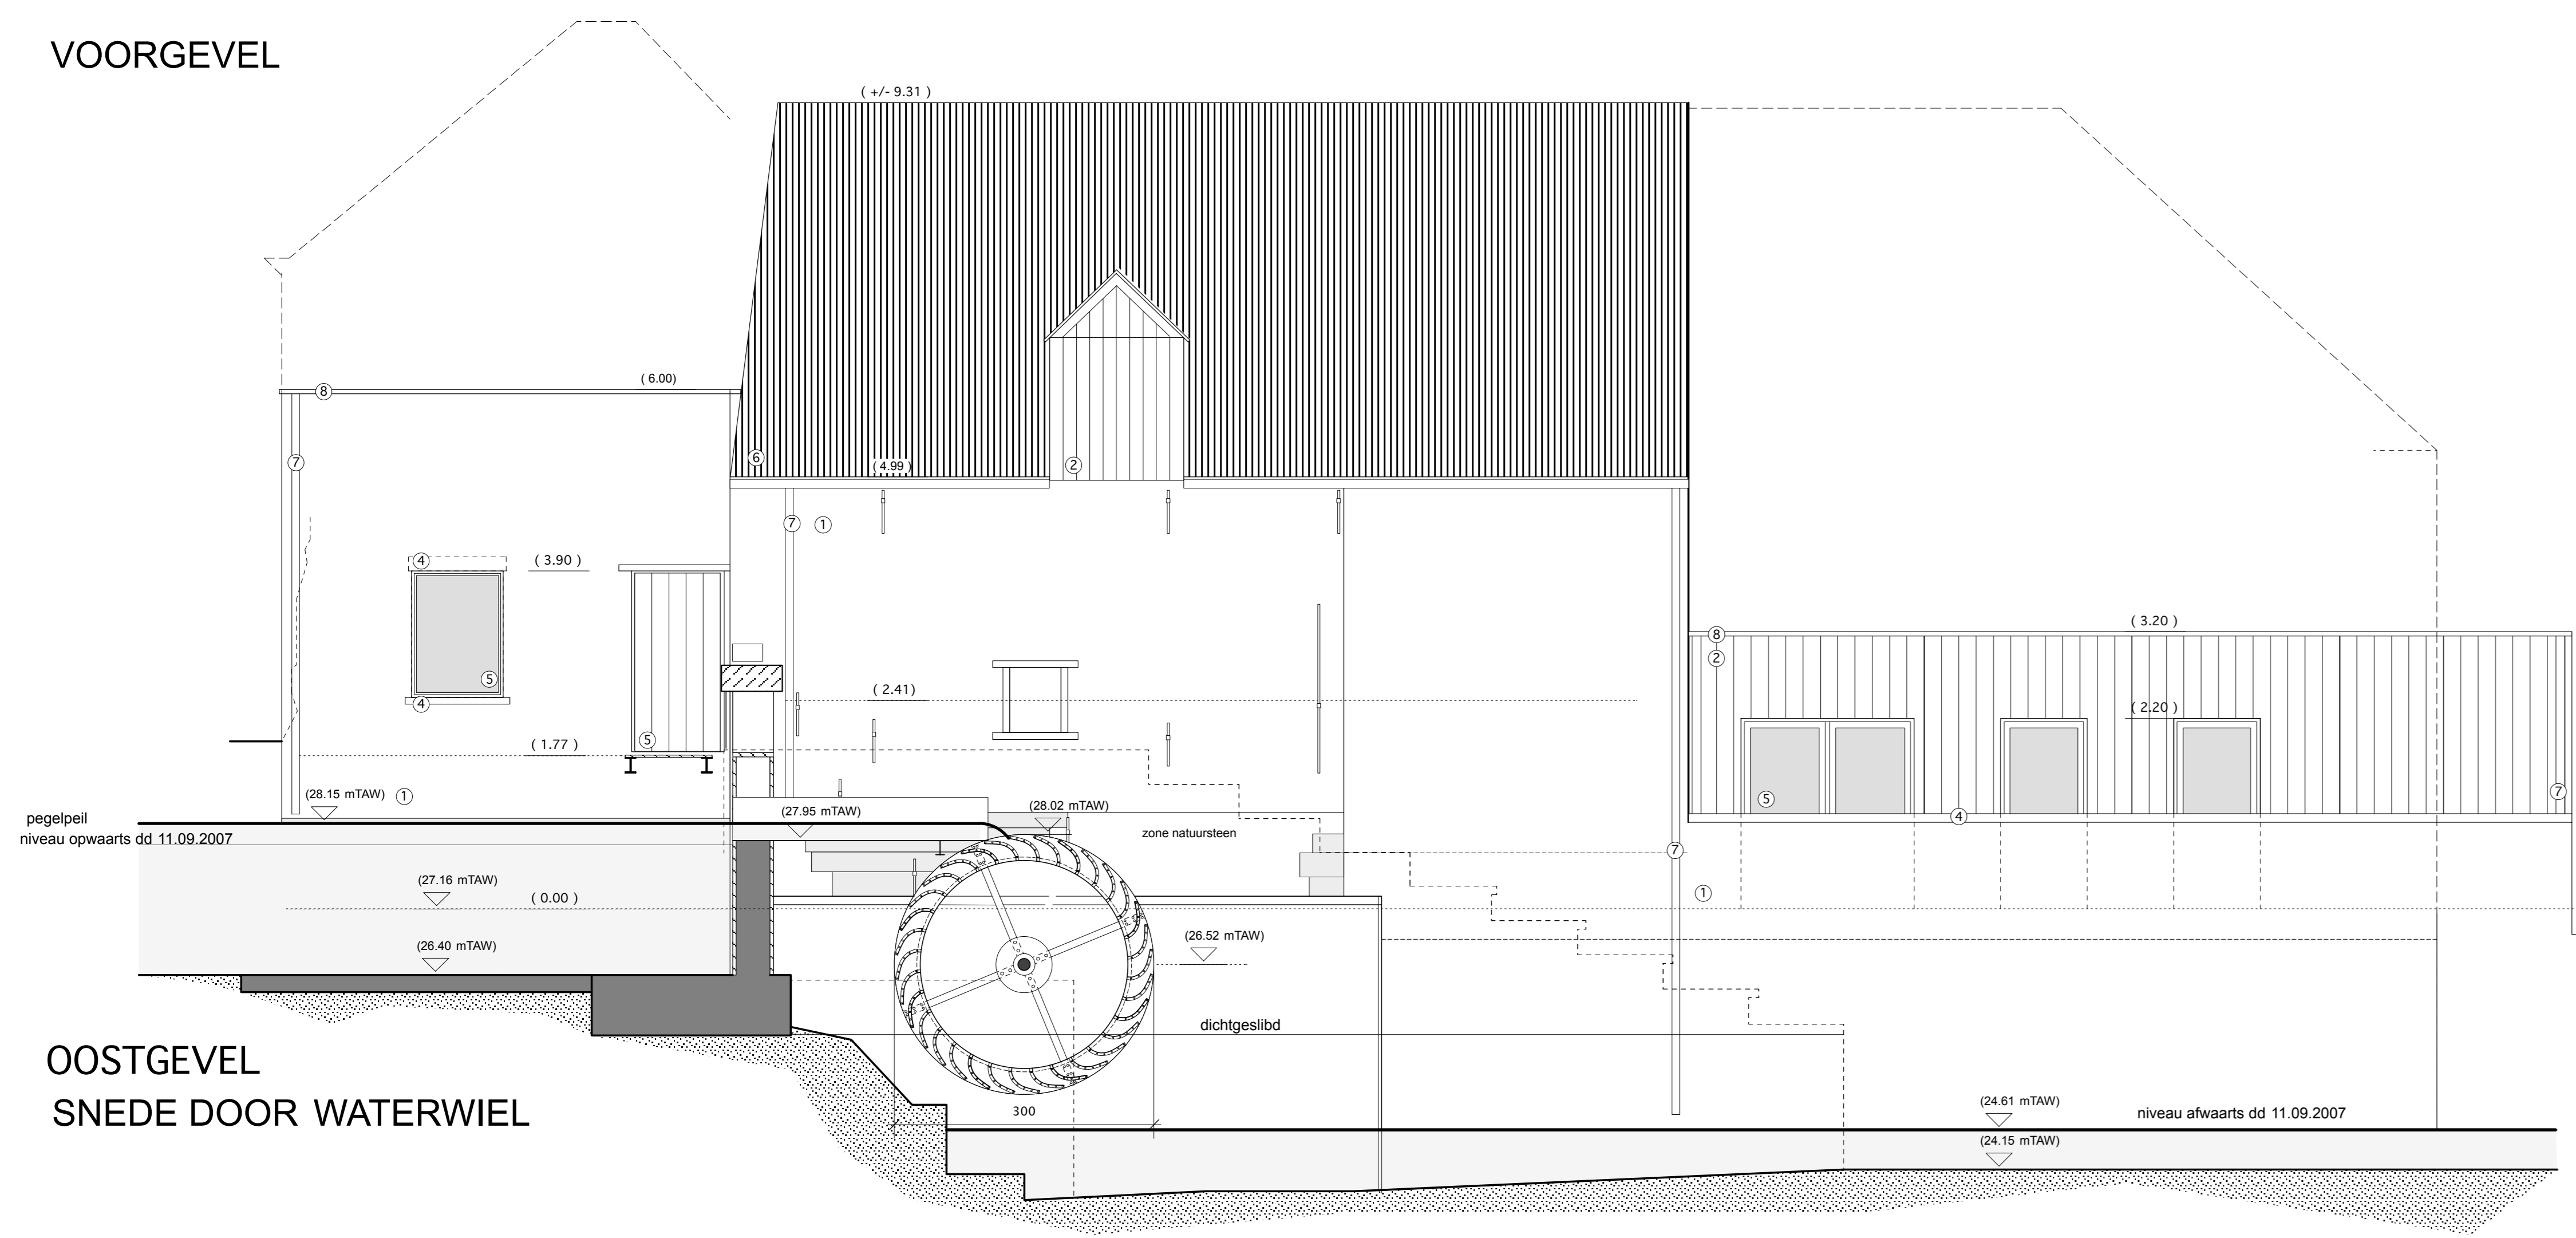 VOORGEVEL
( +/- 9.31 )
( 6.00)
8
7
6
( 4.99 )
2
7
1
4
( 3.90 )
( 3.20 )
8
2
5
4
( 2.41)
( 2.20 )
5
( 1.77 )
(28.15 mTAW)
1
5
7
pegelpeil
(27.95 mTAW)
(28.02 mTAW)
4
niveau opwaarts dd 11.09.2007
zone natuursteen
7
(27.16 mTAW)
( 0.00 )
1
(26.40 mTAW)
(26.52 mTAW)
dichtgeslibd
OOSTGEVEL
SNEDE DOOR WATERWIEL
300
(24.61 mTAW)
niveau afwaarts dd 11.09.2007
(24.15 mTAW)